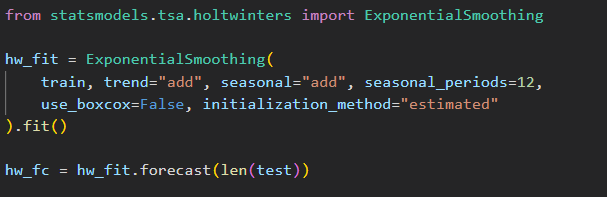 from statsmodels.tsa.holtwinters import ExponentialSmoothing

hw_fit = ExponentialSmoothing(
    train, trend="add", seasonal="add", seasonal_periods=12,
    use_boxcox=False, initialization_method="estimated"
).fit()

hw_fc = hw_fit.forecast(len(test))